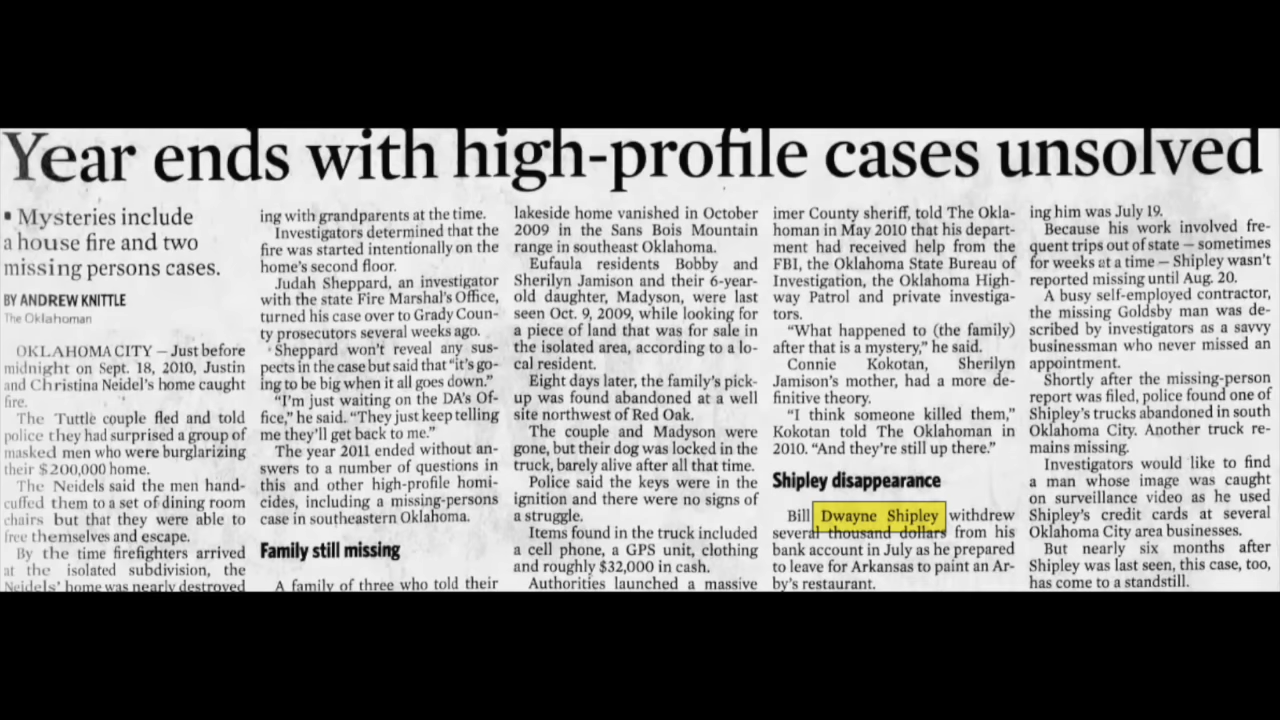 Year ends with high-profile cases unsolved
▪ Mysteries include
a house fire and two
missing persons cases.
BY ANDREW KNITTLE
The Oklahoman
OKLAHOMA CITY — Just before
midnight on Sept. 18, 2010, Justin
and Christina Neidel's home caught
fire.
The Tuttle couple fled and told
police they had surprised a group of
masked men who were burglarizing
their $200,000 home.
The Neidels said the men hand-
cuffed them to a set of dining room
chairs but that they were able to
free themselves and escape.
By the time firefighters arrived
at the isolated subdivision, the
Neidels' home was nearly destroyed
ing with grandparents at the time.
Investigators determined that the
fire was started intentionally on the
home's second floor.
Judah Sheppard, an investigator
with the state Fire Marshal's Office,
turned his case over to Grady Coun-
ty prosecutors several weeks ago.
Sheppard won't reveal any sus-
pects in the case but said that "it's go-
ing to be big when it all goes down."
"I'm just waiting on the DA's Of-
fice," he said. "They just keep telling
me they'll get back to me."
The year 2011 ended without an-
swers to a number of questions in
this and other high-profile homi-
cides, including a missing-persons
case in southeastern Oklahoma.
Family still missing
A family of three who told their
lakeside home vanished in October
2009 in the Sans Bois Mountain
range in southeast Oklahoma.
Eufaula residents Bobby and
Sherilyn Jamison and their 6-year-
old daughter, Madyson, were last
seen Oct. 9, 2009, while looking for
a piece of land that was for sale in
the isolated area, according to a lo-
cal resident.
Eight days later, the family's pick-
up was found abandoned at a well
site northwest of Red Oak.
The couple and Madyson were
gone, but their dog was locked in the
truck, barely alive after all that time.
Police said the keys were in the
ignition and there were no signs of
a struggle.
Items found in the truck included
a cell phone, a GPS unit, clothing
and roughly $32,000 in cash.
Authorities launched a massive
imer County sheriff, told The Okla-
homan in May 2010 that his depart-
ment had received help from the
FBI, the Oklahoma State Bureau of
Investigation, the Oklahoma High-
way Patrol and private investiga-
tors.
"What happened to (the family)
after that is a mystery," he said.
Connie Kokotan, Sherilyn
Jamison's mother, had a more de-
finitive theory.
"I think someone killed them,"
Kokotan told The Oklahoman in
2010. "And they're still up there."
Shipley disappearance
Bill Dwayne Shipley withdrew
several thousand dollars from his
bank account in July as he prepared
to leave for Arkansas to paint an Ar-
by's restaurant.
ing him was July 19.
Because his work involved fre-
quent trips out of state — sometimes
for weeks at a time — Shipley wasn't
reported missing until Aug. 20.
A busy self-employed contractor,
the missing Goldsby man was de-
scribed by investigators as a savvy
businessman who never missed an
appointment.
Shortly after the missing-person
report was filed, police found one of
Shipley's trucks abandoned in south
Oklahoma City. Another truck re-
mains missing.
Investigators would like to find
a man whose image was caught
on surveillance video as he used
Shipley's credit cards at several
Oklahoma City area businesses.
But nearly six months after
Shipley was last seen, this case, too,
has come to a standstill.